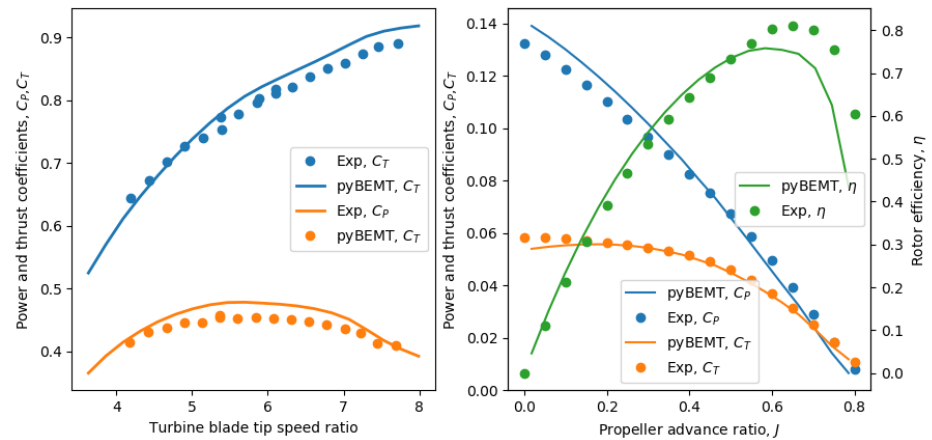 Power and thrust coefficients, C_P,C_T
0.9
0.8
0.7
0.6
0.5
0.4
4
5
6
7
8
Turbine blade tip speed ratio
Exp, C_T
pyBEMT, C_T
Exp, C_P
pyBEMT, C_T
Power and thrust coefficients, C_P,C_T
0.14
0.12
0.10
0.08
0.06
0.04
0.02
0.00
0.0
0.2
0.4
0.6
0.8
Propeller advance ratio, J
pyBEMT, η
Exp, η
pyBEMT, C_P
Exp, C_P
pyBEMT, C_T
Exp, C_T
0.8
0.7
0.6
0.5
0.4
0.3
0.2
0.1
0.0
Rotor efficiency, η